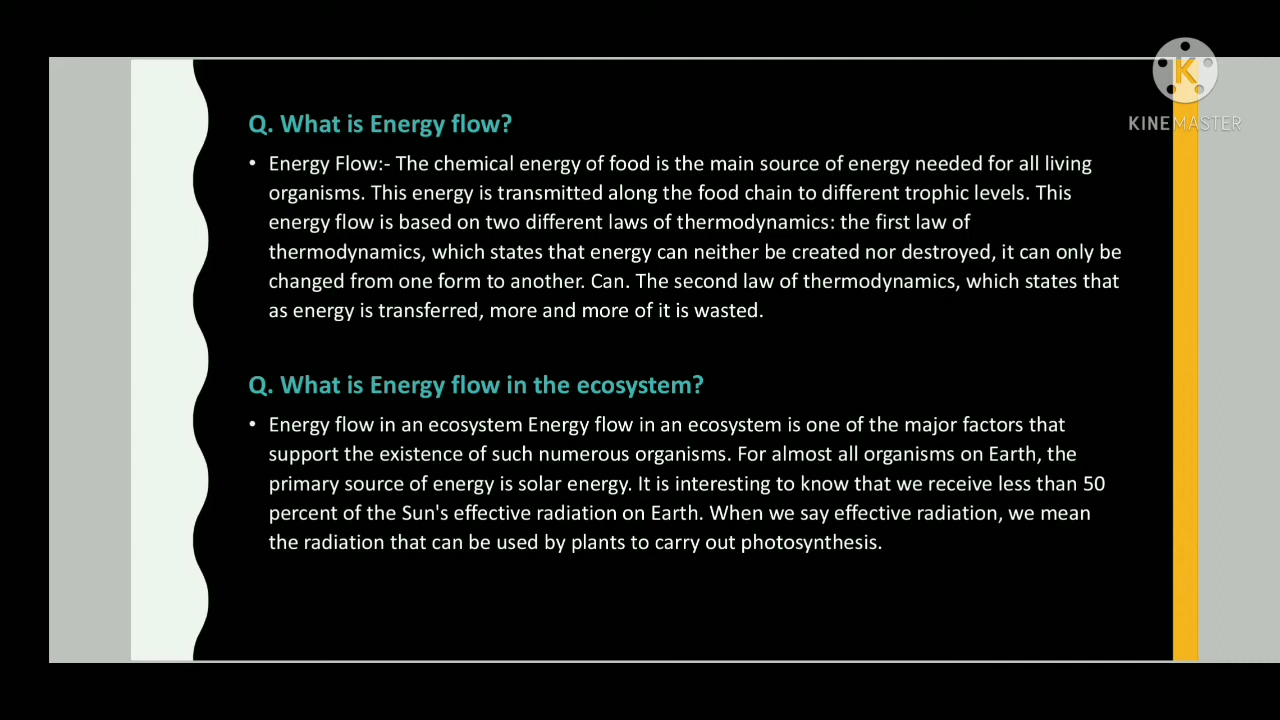 K
KINEMASTER
Q. What is Energy flow?
• Energy Flow:- The chemical energy of food is the main source of energy needed for all living
organisms. This energy is transmitted along the food chain to different trophic levels. This
energy flow is based on two different laws of thermodynamics: the first law of
thermodynamics, which states that energy can neither be created nor destroyed, it can only be
changed from one form to another. Can. The second law of thermodynamics, which states that
as energy is transferred, more and more of it is wasted.
Q. What is Energy flow in the ecosystem?
• Energy flow in an ecosystem Energy flow in an ecosystem is one of the major factors that
support the existence of such numerous organisms. For almost all organisms on Earth, the
primary source of energy is solar energy. It is interesting to know that we receive less than 50
percent of the Sun's effective radiation on Earth. When we say effective radiation, we mean
the radiation that can be used by plants to carry out photosynthesis.